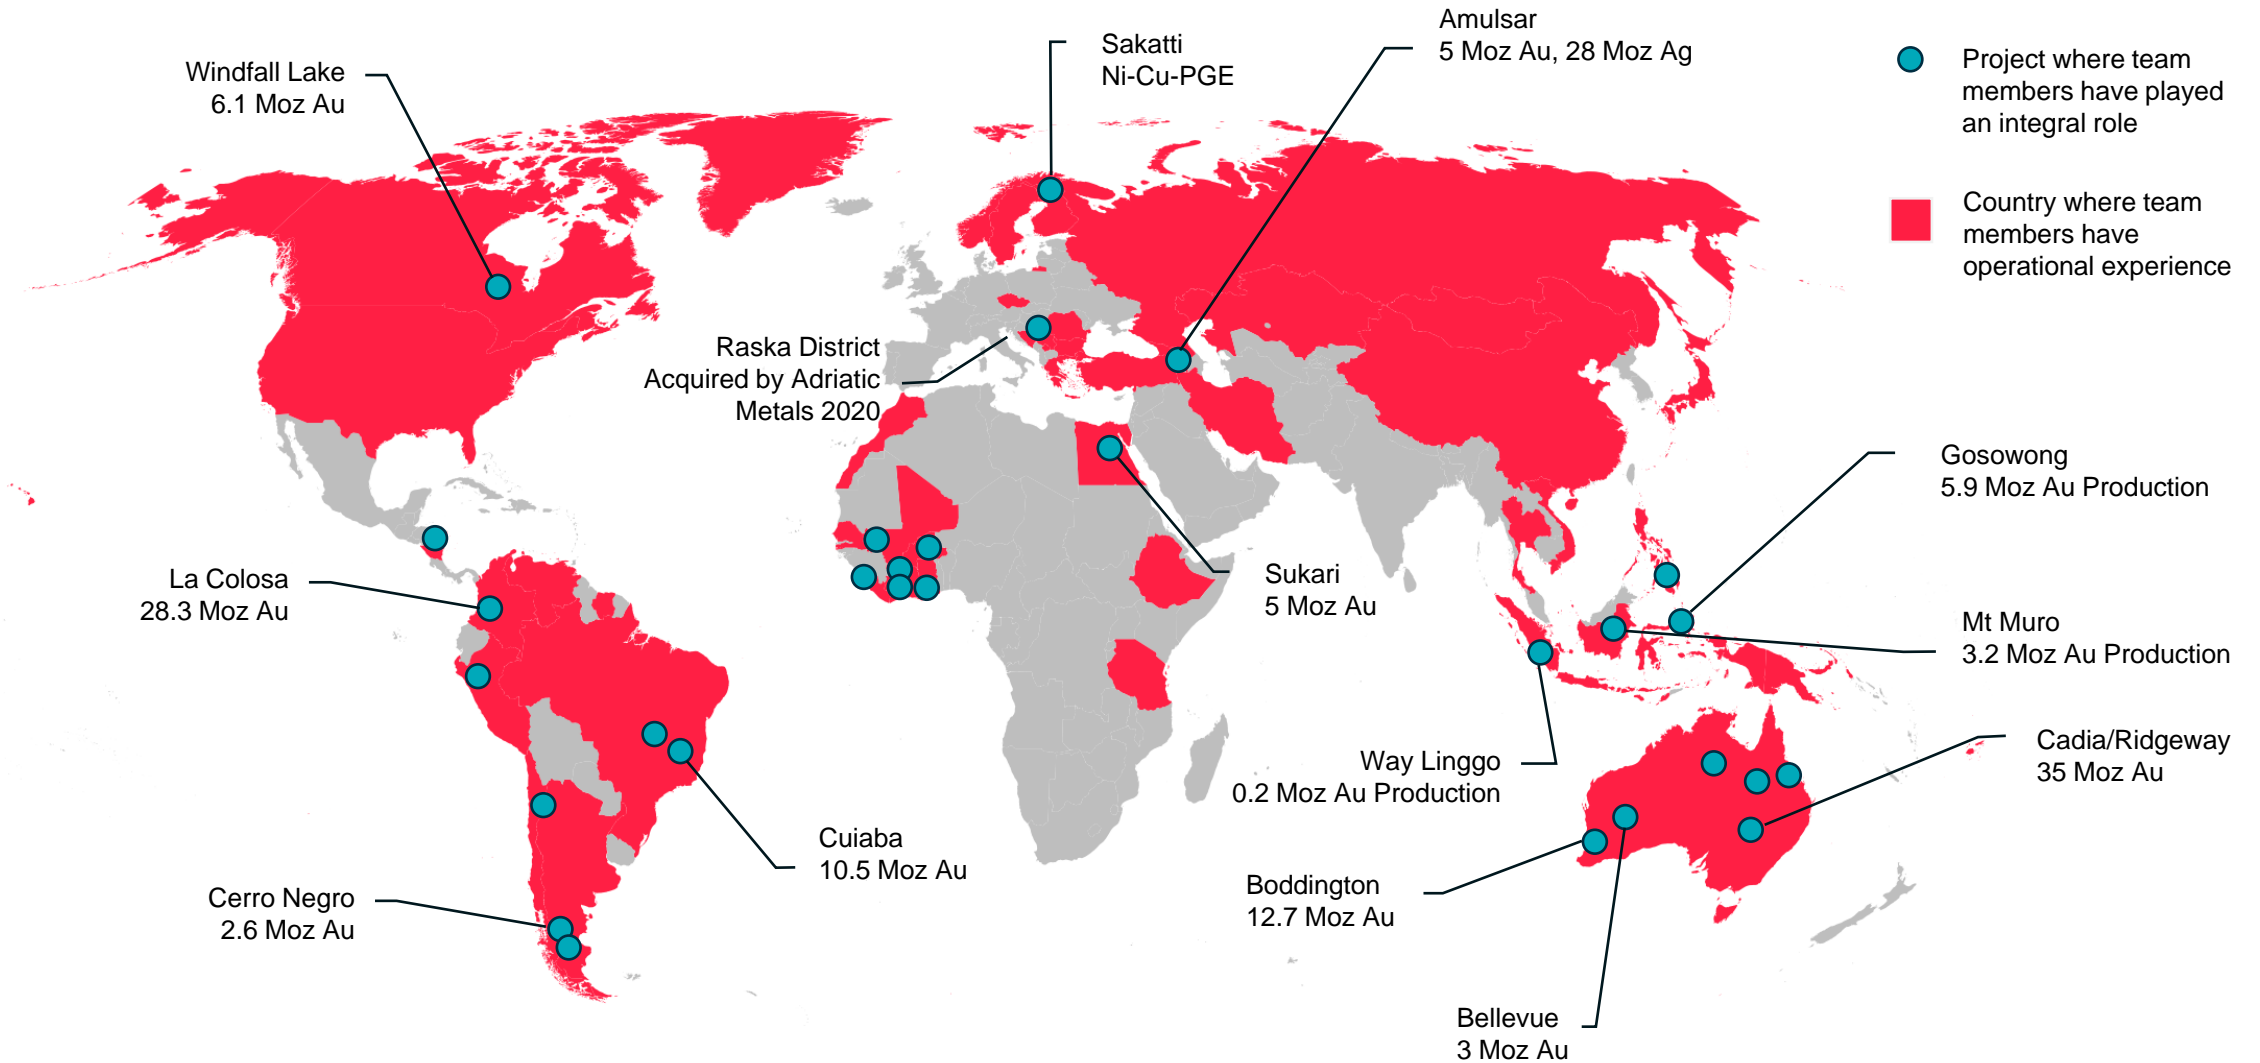 Windfall Lake
6.1 Moz Au
Sakatti
Ni-Cu-PGE
Amulsar
5 Moz Au, 28 Moz Ag
Project where team
members have played
an integral role
Country where team
members have
operational experience
Raska District
Acquired by Adriatic
Metals 2020
Gosowong
5.9 Moz Au Production
La Colosa
28.3 Moz Au
Sukari
5 Moz Au
Mt Muro
3.2 Moz Au Production
Way Linggo
0.2 Moz Au Production
Cadia/Ridgeway
35 Moz Au
Cuiaba
10.5 Moz Au
Cerro Negro
2.6 Moz Au
Boddington
12.7 Moz Au
Bellevue
3 Moz Au